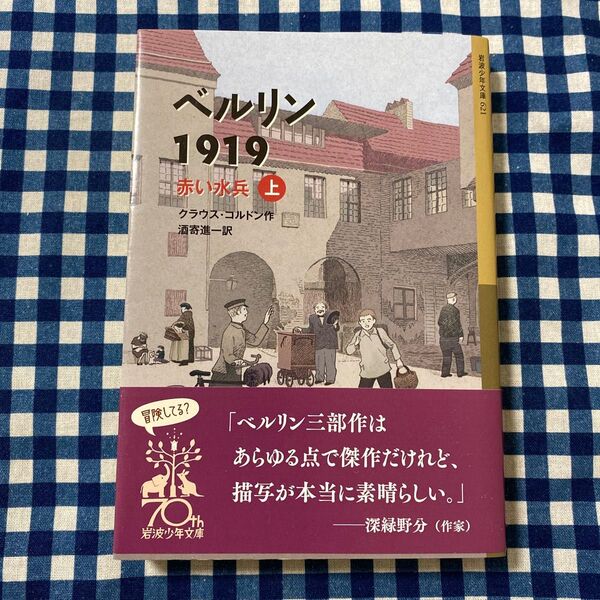 ベルリン
1919
赤い水兵 上
クラウス・コルドン作
酒寄進一訳
岩波少年文庫 621
冒険してる?
70th
岩波少年文庫
「ベルリン三部作は
あらゆる点で傑作だけれど、
描写が本当に素晴らしい。」
──深緑野分(作家)